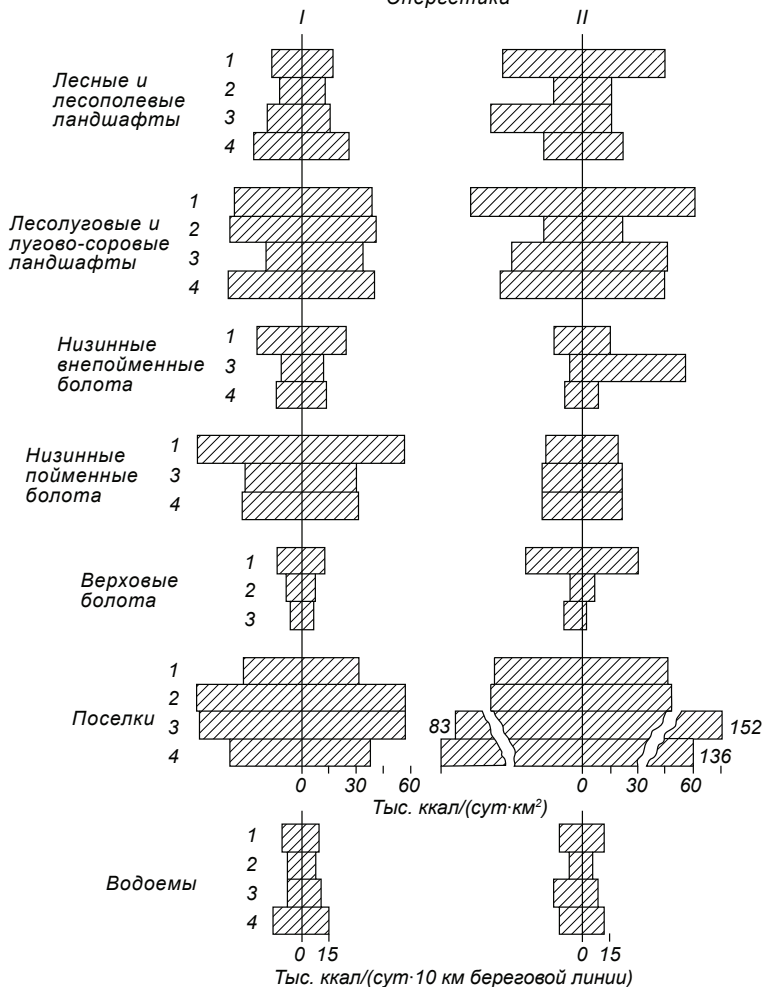 Энергетика
I II
1
Лесные и
лесополевые
ландшафты
2
3
4
1
Лесолуговые и
лугово-соровые
ландшафты
2
3
4
1
Низинные
внепойменные
болота
3
4
1
Низинные
пойменные
болота
3
4
1
Верховые
болота
2
3
1
2
Поселки
3
4
83
152
136
0 30 60 0 30 60
Тыс. ккал/(сут·км²)
1
2
Водоемы
3
4
0 15 0 15
Тыс. ккал/(сут·10 км береговой линии)